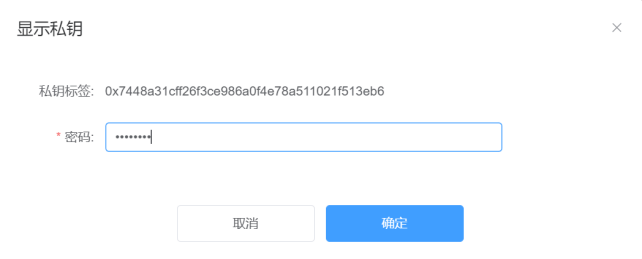 显示私钥
私钥标签: 0x7448a31cff26f3ce986a0f4e78a511021f513eb6
* 密码: ••••••••
取消 确定